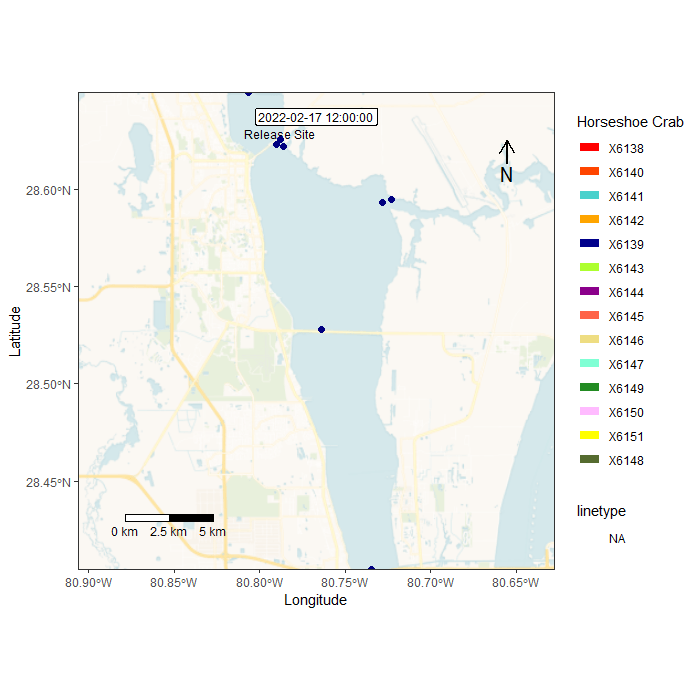 2022-02-17 12:00:00
Release Site
N
28.60°N
28.55°N
28.50°N
28.45°N
0 km 2.5 km 5 km
80.90°W 80.85°W 80.80°W 80.75°W 80.70°W 80.65°W
Longitude
Latitude
Horseshoe Crab
X6138
X6140
X6141
X6142
X6139
X6143
X6144
X6145
X6146
X6147
X6149
X6150
X6151
X6148
linetype
NA